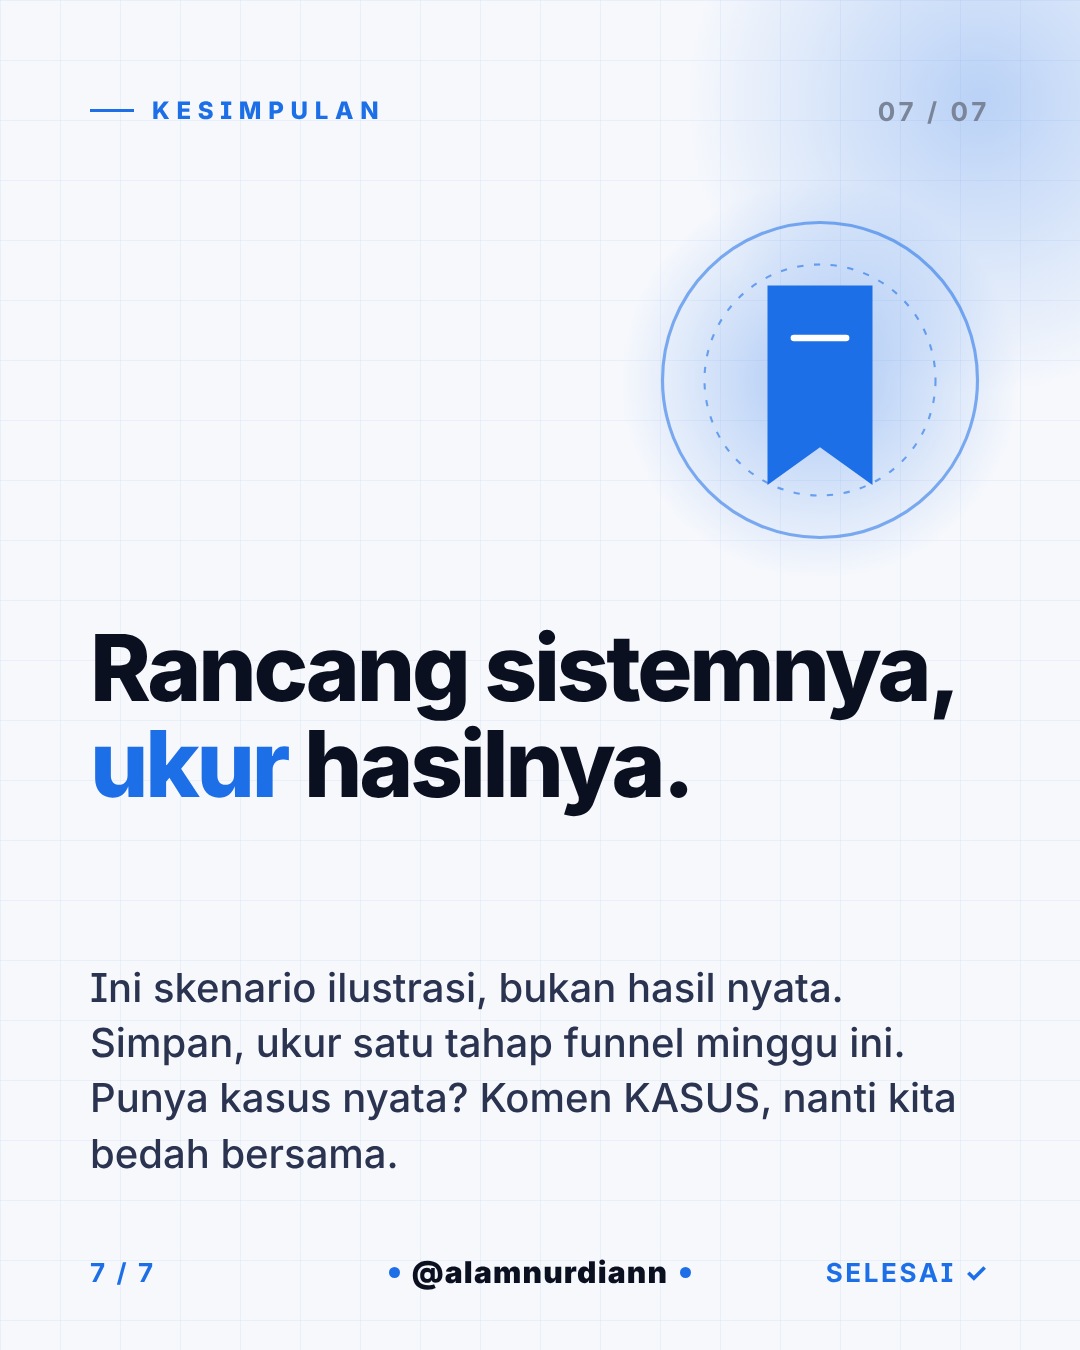 KESIMPULAN
07 / 07
Rancang sistemnya,
ukur hasilnya.
Ini skenario ilustrasi, bukan hasil nyata.
Simpan, ukur satu tahap funnel minggu ini.
Punya kasus nyata? Komen KASUS, nanti kita
bedah bersama.
7 / 7
@alamnurdiann
SELESAI ✓